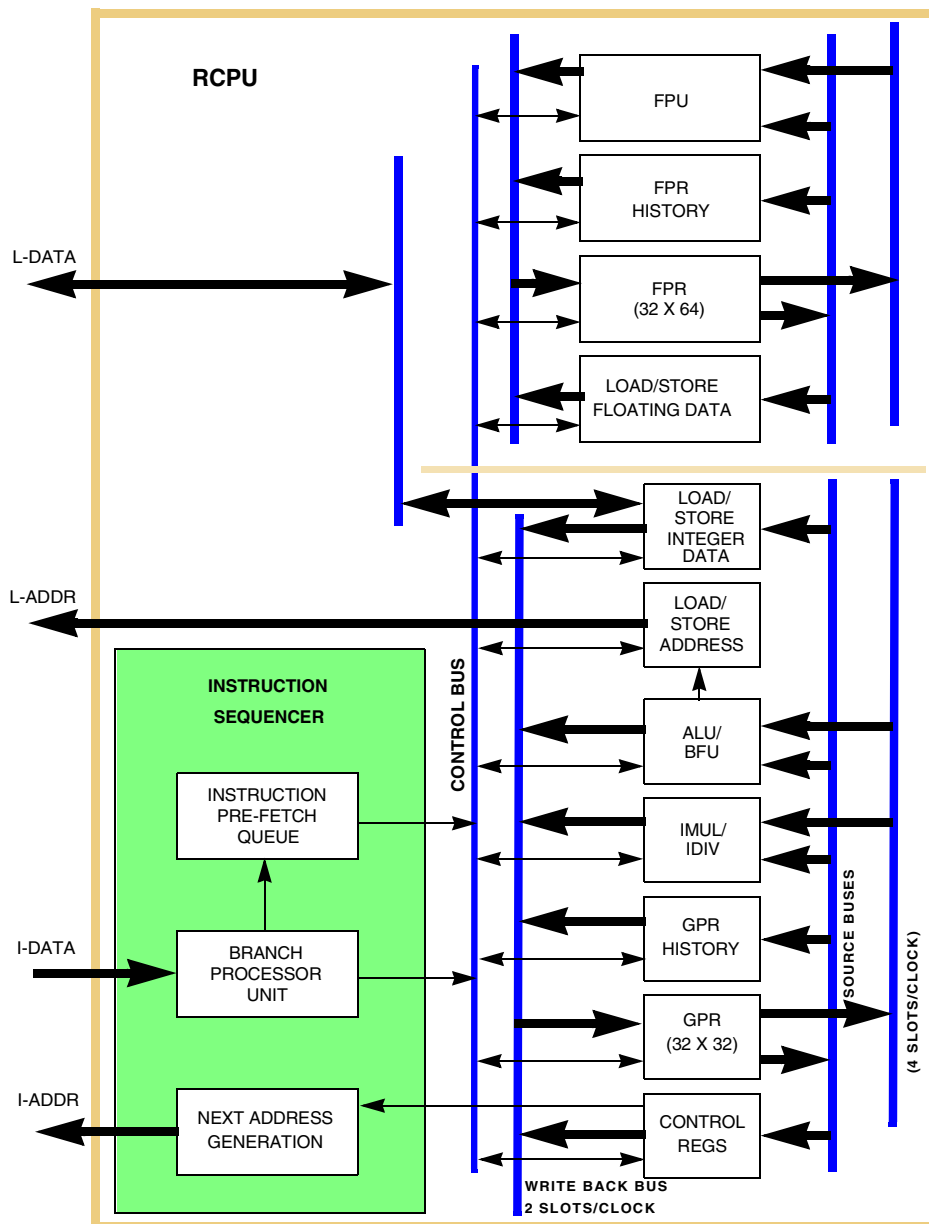 RCPU
FPU
FPR
HISTORY
L-DATA
FPR
(32 X 64)
LOAD/STORE
FLOATING DATA
LOAD/
STORE
INTEGER
DATA
L-ADDR
LOAD/
STORE
ADDRESS
INSTRUCTION
SEQUENCER
CONTROL BUS
ALU/
BFU
INSTRUCTION
PRE-FETCH
QUEUE
IMUL/
IDIV
I-DATA
BRANCH
PROCESSOR
UNIT
GPR
HISTORY
SOURCE BUSES
(4 SLOTS/CLOCK)
GPR
(32 X 32)
I-ADDR
NEXT ADDRESS
GENERATION
CONTROL
REGS
WRITE BACK BUS
2 SLOTS/CLOCK